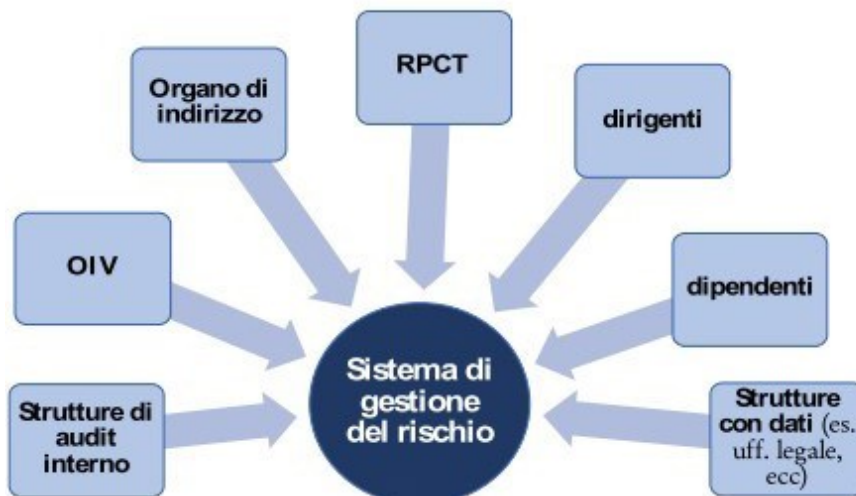 RPCT
Organo di
indirizzo
dirigenti
OIV
dipendenti
Sistema di
gestione
del rischio
Strutture di
audit
interno
Strutture
con dati (es.
uff. legale,
ecc)